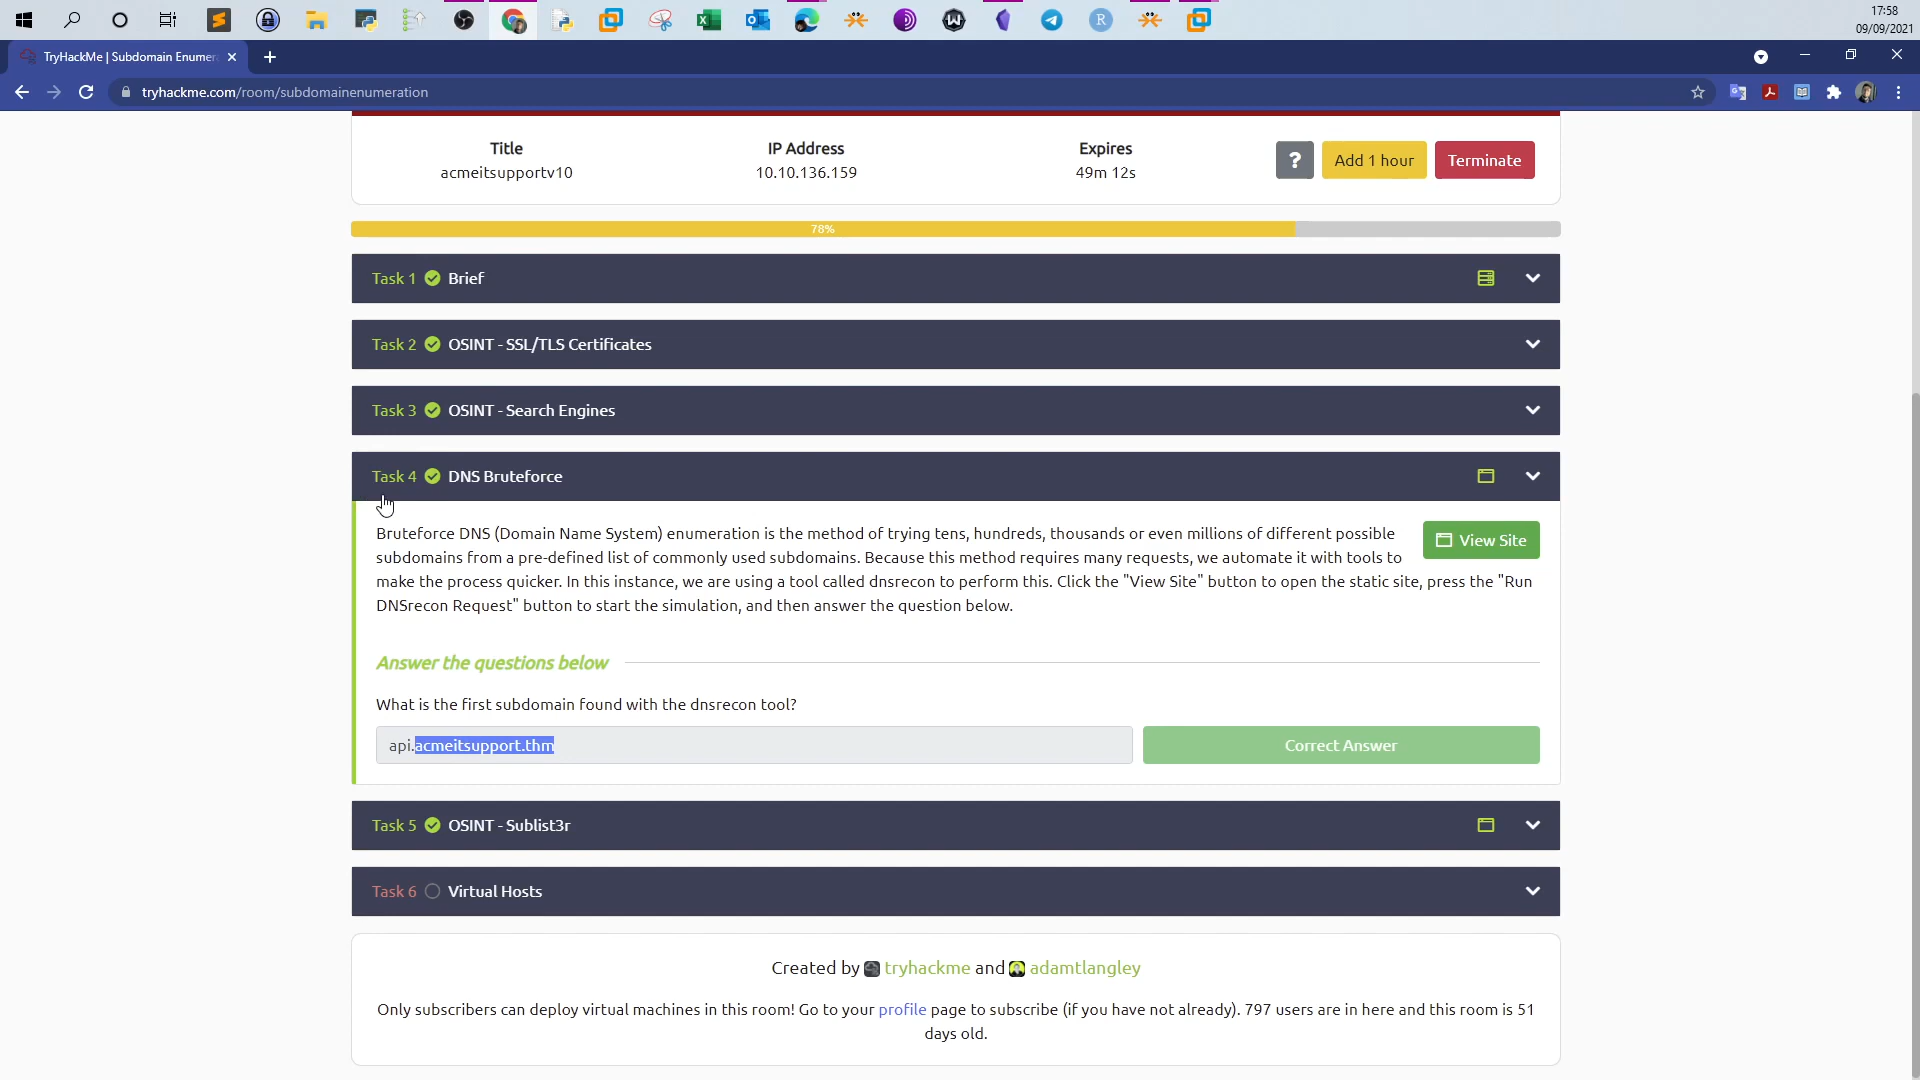 17:58
09/09/2021
TryHackMe | Subdomain Enumer
tryhackme.com/room/subdomainenumeration
Title
IP Address
Expires
acmeitsupportv10
10.10.136.159
49m 12s
?
Add 1 hour
Terminate
78%
Task 1 Brief
Task 2 OSINT - SSL/TLS Certificates
Task 3 OSINT - Search Engines
Task 4 DNS Bruteforce
Bruteforce DNS (Domain Name System) enumeration is the method of trying tens, hundreds, thousands or even millions of different possible
subdomains from a pre-defined list of commonly used subdomains. Because this method requires many requests, we automate it with tools to
make the process quicker. In this instance, we are using a tool called dnsrecon to perform this. Click the "View Site" button to open the static site, press the "Run
DNSrecon Request" button to start the simulation, and then answer the question below.
View Site
Answer the questions below
What is the first subdomain found with the dnsrecon tool?
api.acmeitsupport.thm
Correct Answer
Task 5 OSINT - Sublist3r
Task 6 Virtual Hosts
Created by tryhackme and adamtlangley
Only subscribers can deploy virtual machines in this room! Go to your profile page to subscribe (if you have not already). 797 users are in here and this room is 51
days old.